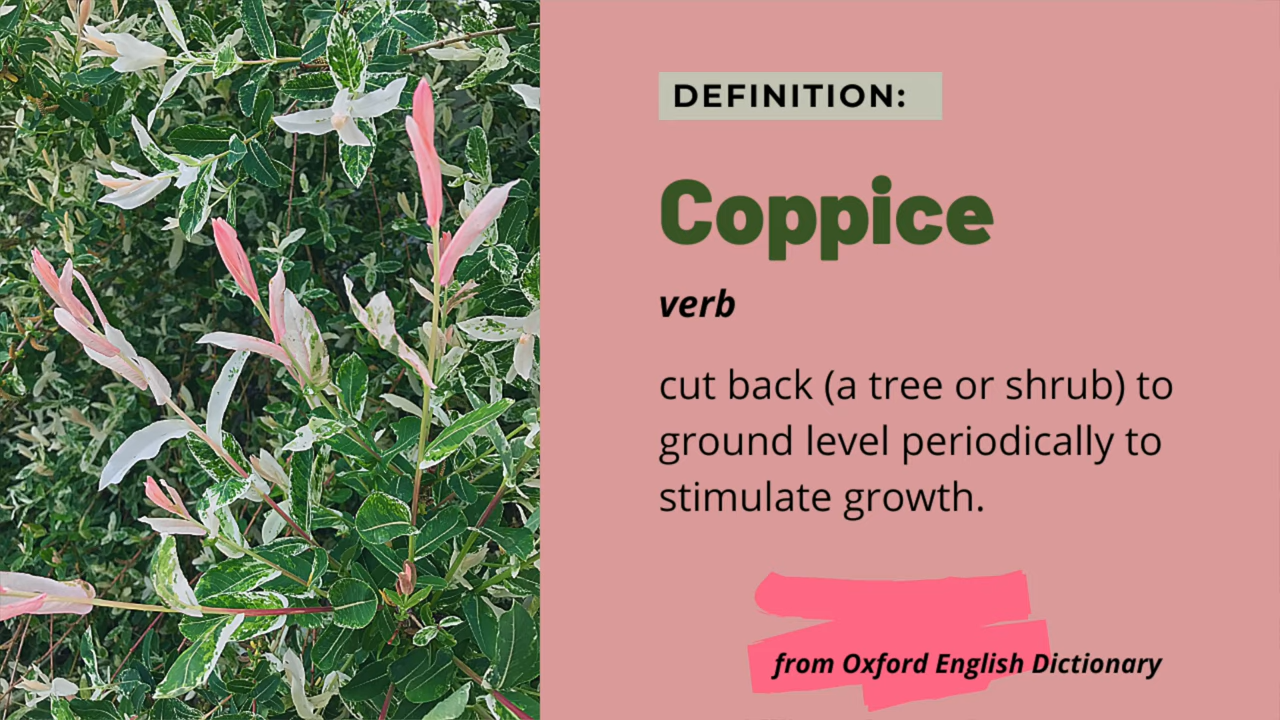 DEFINITION:
Coppice
verb
cut back (a tree or shrub) to
ground level periodically to
stimulate growth.
from Oxford English Dictionary